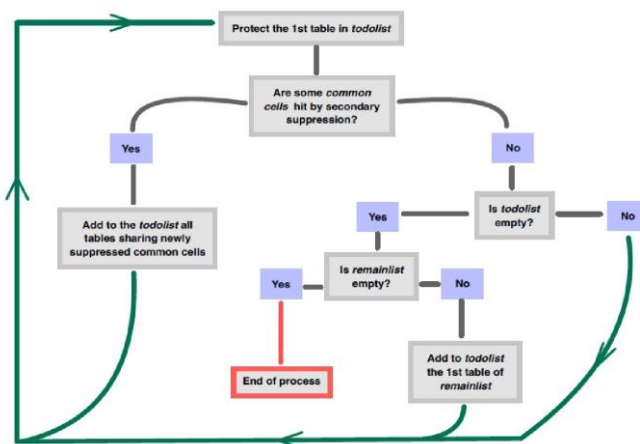 Protect the 1st table in todolist
Are some common
cells hit by secondary
suppression?
Yes
No
Add to the todolist all
tables sharing newly
suppressed common cells
Yes
Is todolist
empty?
No
Yes
Is remainlist
empty?
No
End of process
Add to todolist
the 1st table of
remainlist